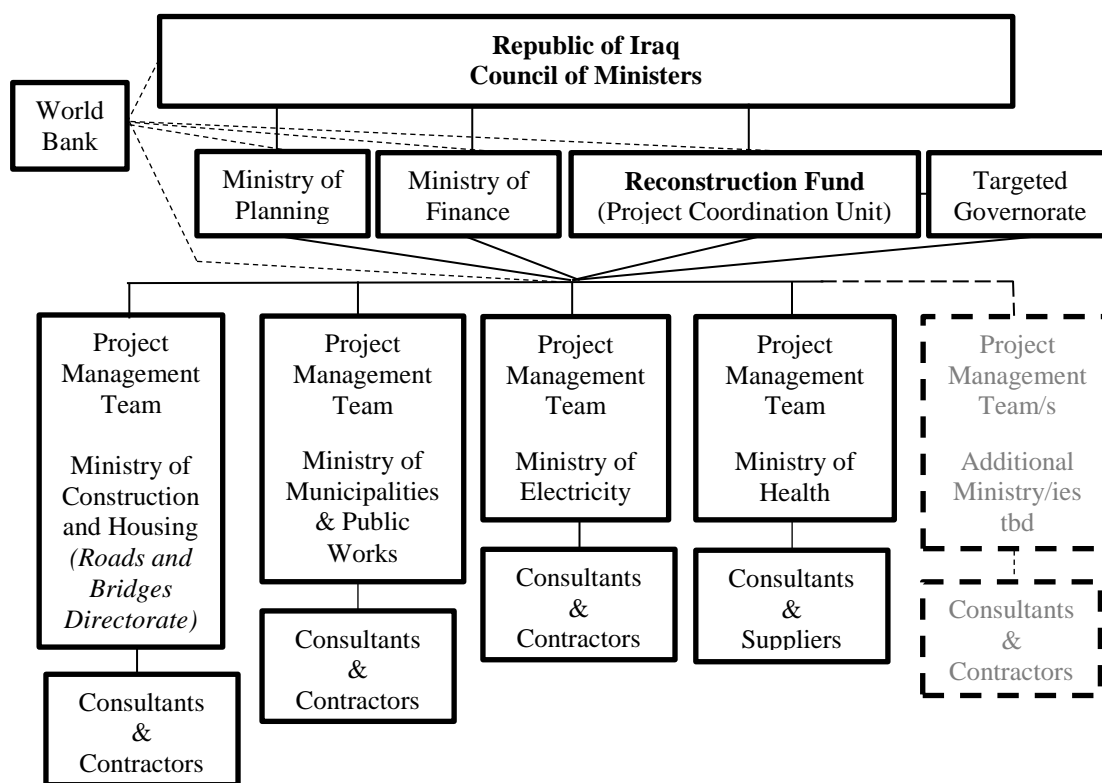 Republic of Iraq
Council of Ministers
World
Bank
Ministry of
Planning
Ministry of
Finance
Reconstruction Fund
(Project Coordination Unit)
Targeted
Governorate
Project
Management
Team
Ministry of
Construction
and Housing
(Roads and
Bridges
Directorate)
Consultants
&
Contractors
Project
Management
Team
Ministry of
Municipalities
& Public
Works
Consultants
&
Contractors
Project
Management
Team
Ministry of
Electricity
Consultants
&
Contractors
Project
Management
Team
Ministry of
Health
Consultants
&
Suppliers
Project
Management
Team/s
Additional
Ministry/ies
tbd
Consultants
&
Contractors